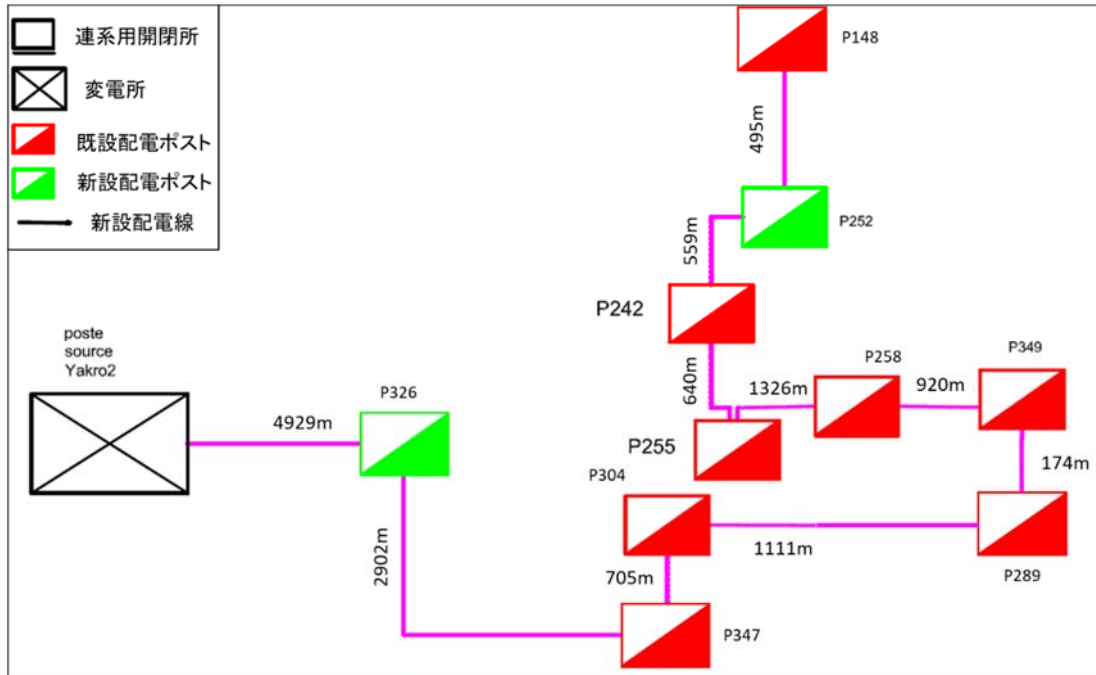 連系用開閉所
変電所
既設配電ポスト
新設配電ポスト
新設配電線
P148
495m
P252
559m
P242
640m
P255
1326m
P258
920m
P349
174m
P289
1111m
P304
705m
P347
2902m
P326
4929m
poste
source
Yakro2